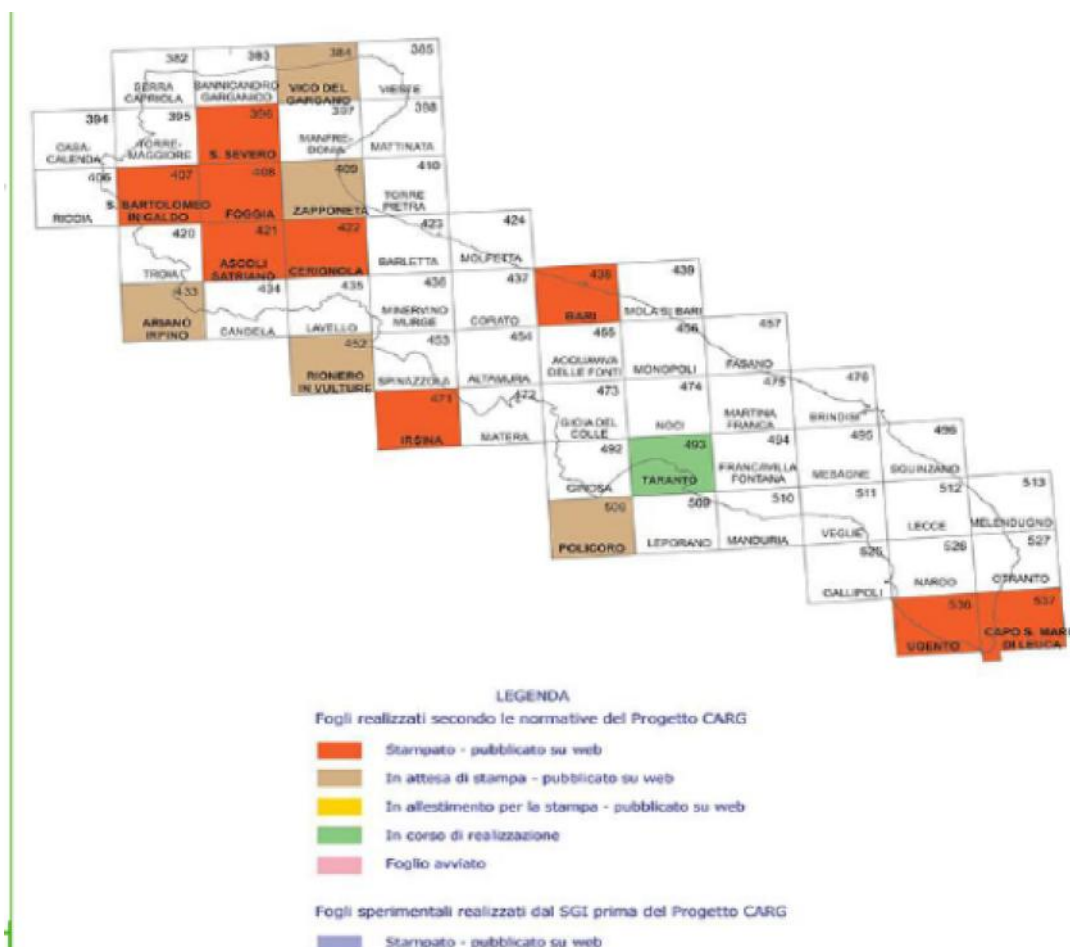 382 383 384 385
SERRA CAPRIOLA SANNICANDRO GARGANICO VICO DEL GARGANO VIESTE
394 395 396 397 398
CASA-CALENDA TORRE-MAGGIORE S. SEVERO MANFRE-DONIA MATTINATA
406 407 408 409 410
RICCIA S. BARTOLOMEO IN GALDO FOGGIA ZAPPONETA TORRE PIETRA
420 421 422 423 424
TROIA ASCOLI SATRIANO CERIGNOLA BARLETTA MOLFETTA
433 434 435 436 437 438 439
ARIANO IRPINO CANDELA LAVELLO MINERVINO MURGE CORATO BARI MOLA DI BARI
452 453 454 455 456 457
RIONERO IN VULTURE SPINAZZOLA ALTAMURA ACQUAVIVA DELLE FONTI MONOPOLI FASANO
471 472 473 474 475 476
IRSINA MATERA GIOIA DEL COLLE NOCI MARTINA FRANCA BRINDISI
492 493 494 495 496
GINOSA TARANTO FRANCAVILLA FONTANA MESAGNE SQUINZANO
508 509 510 511 512 513
POLICORO LEPORANO MANDURIA VEGLIE LECCE MELENDUGNO
525 526 527
GALLIPOLI NARDO OTRANTO
536 537
UGENTO CAPO S. MARI DI LEUCA
LEGENDA
Fogli realizzati secondo le normative del Progetto CARG
Stampato - pubblicato su web
In attesa di stampa - pubblicato su web
In allestimento per la stampa - pubblicato su web
In corso di realizzazione
Foglio avviato
Fogli sperimentali realizzati dal SGI prima del Progetto CARG
Stampato - pubblicato su web